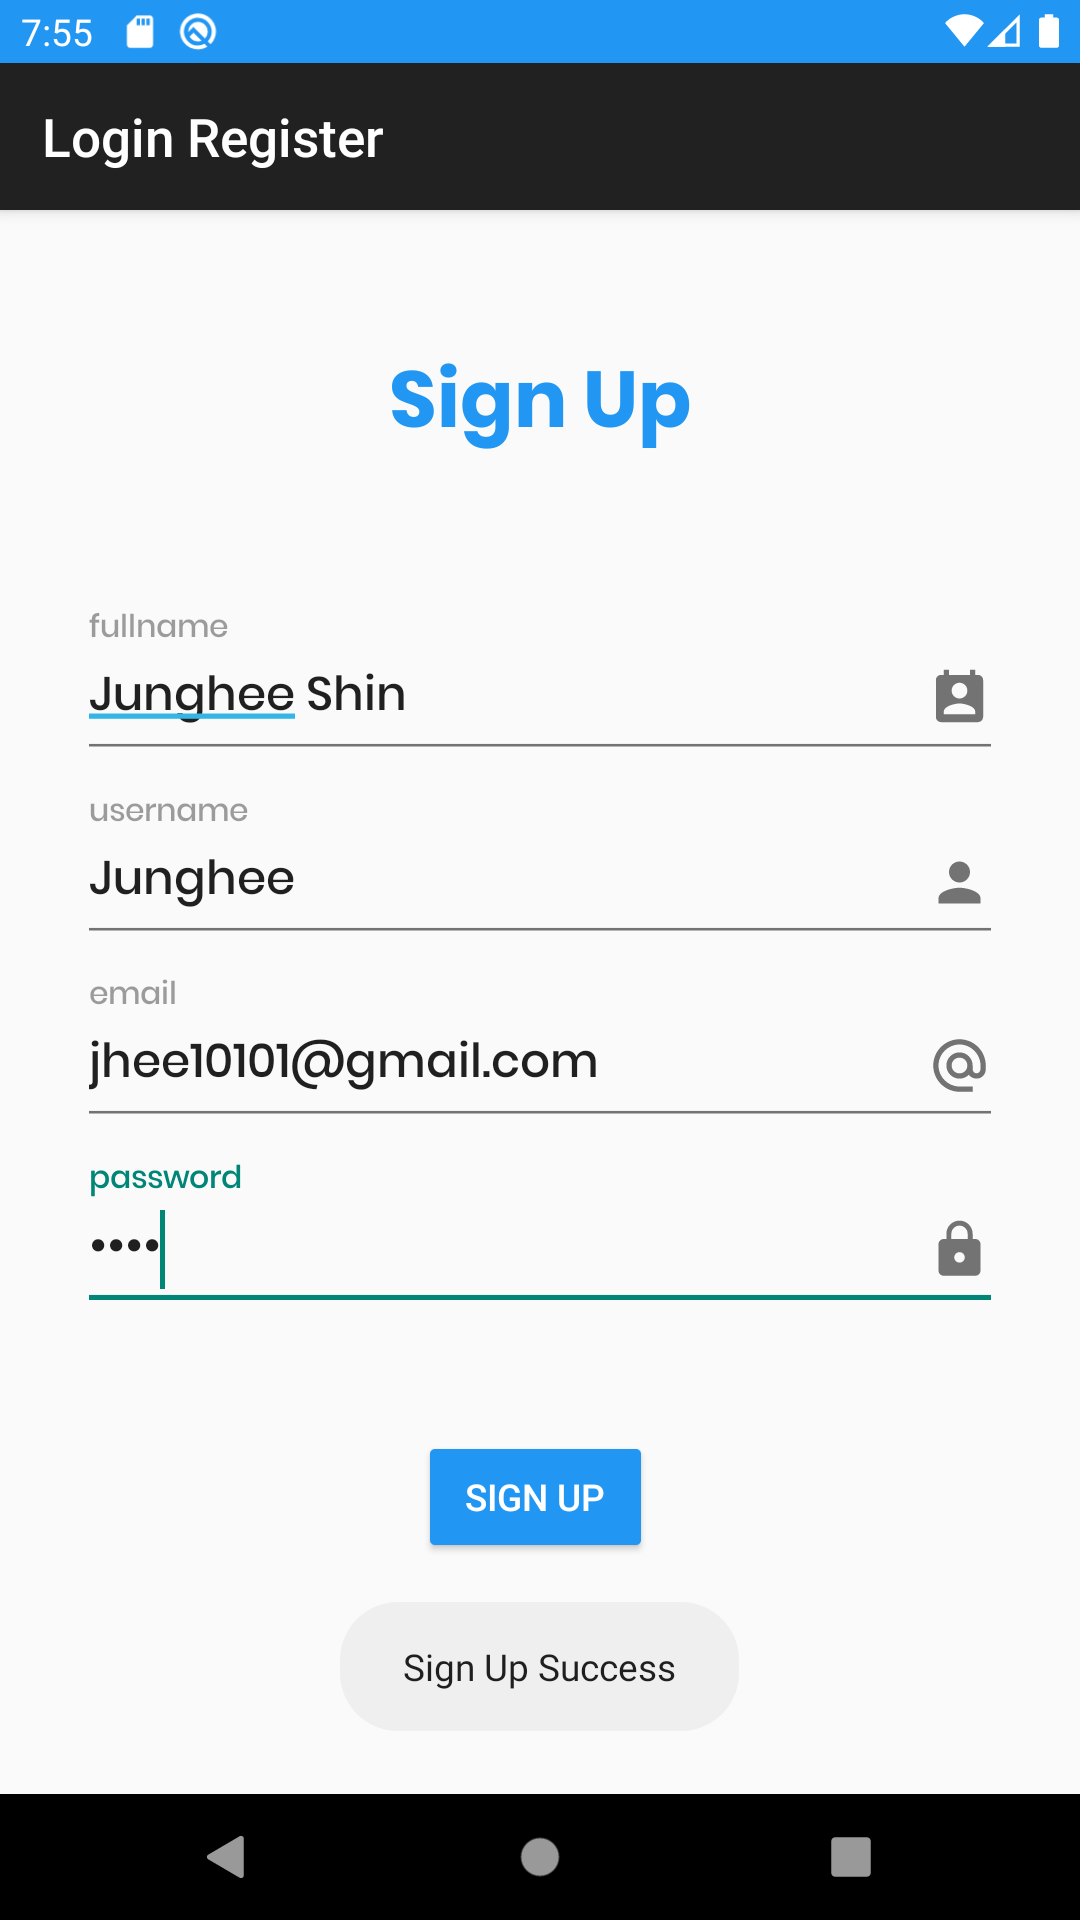 7:55
Login Register
Sign Up
fullname
Junghee Shin
username
Junghee
email
jhee10101@gmail.com
password
••••
SIGN UP
Sign Up Success